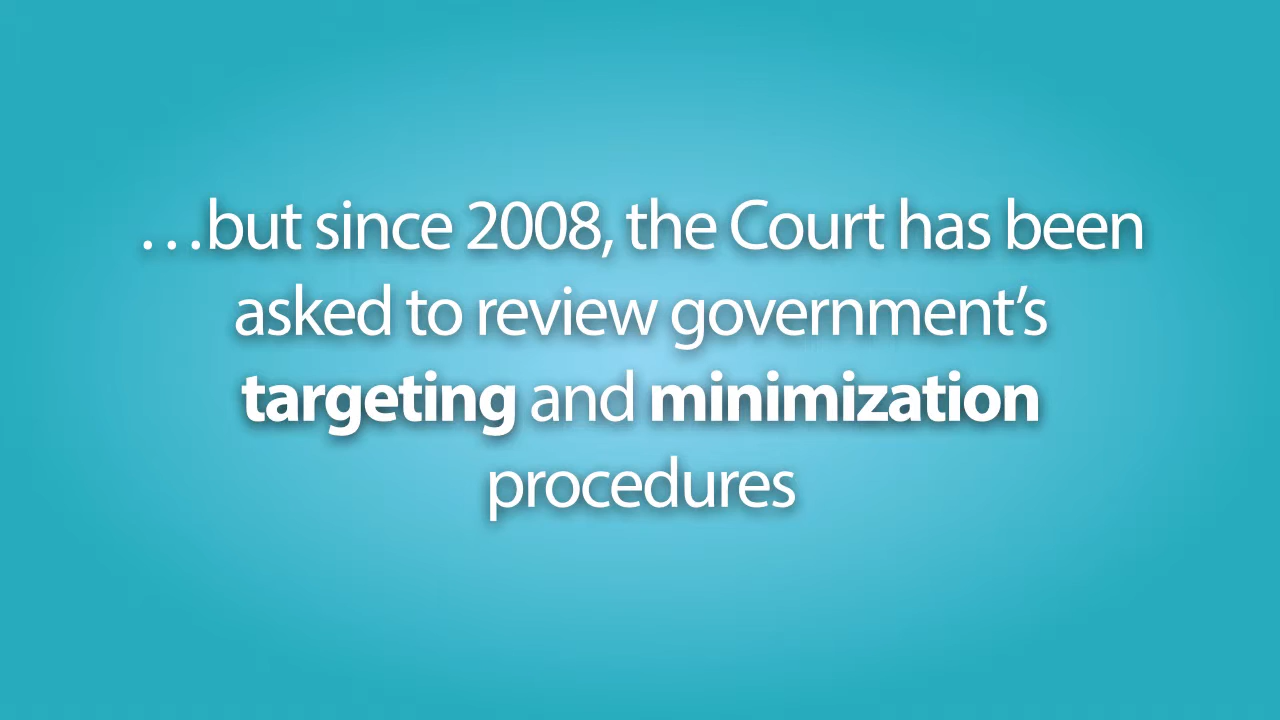 …but since 2008, the Court has been
asked to review government’s
targeting and minimization
procedures